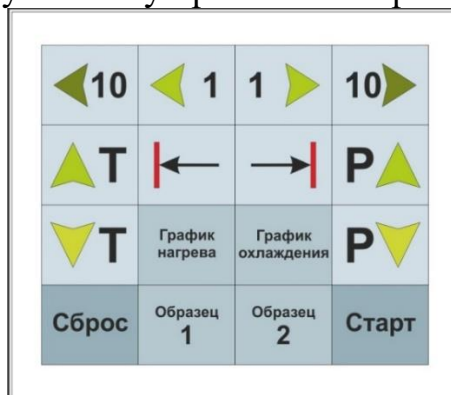 10 1 1 10
T P
T График нагрева График охлаждения P
Сброс Образец 1 Образец 2 Старт